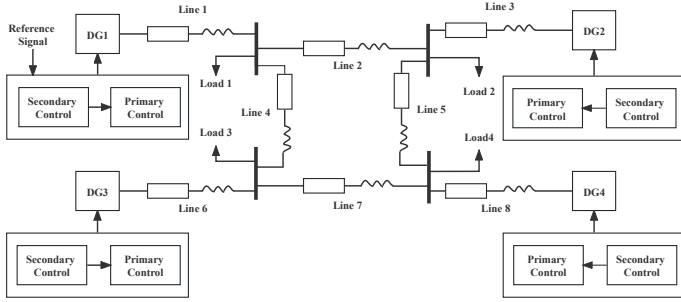 Line 1
Line 3
Reference
Signal
DG1
DG2
Line 2
Load 1
Load 2
Secondary
Control
Primary
Control
Line 4
Line 5
Primary
Control
Secondary
Control
Load 3
Load4
DG3
DG4
Line 6
Line 7
Line 8
Secondary
Control
Primary
Control
Primary
Control
Secondary
Control